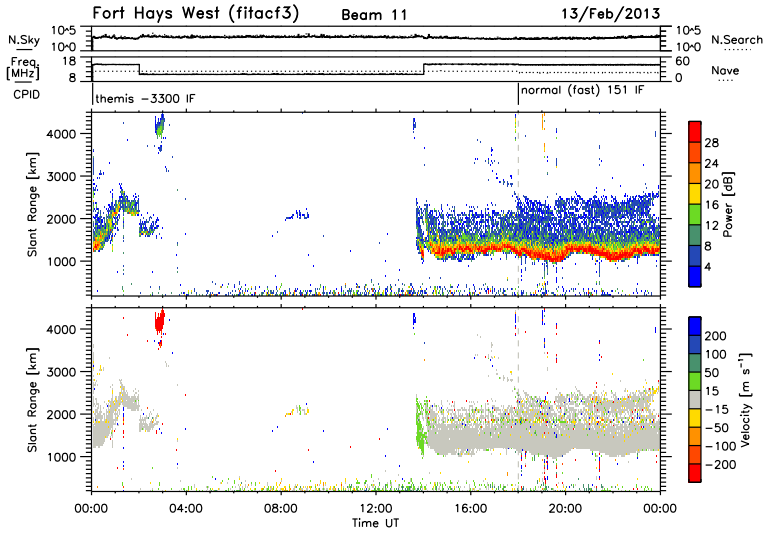 Fort Hays West (fitacf3) Beam 11 13/Feb/2013
N.Sky 10^5 10^0 10^5 10^0 N.Search
Freq. [MHz] 18 8 60 0 Nave
CPID themis -3300 IF normal (fast) 151 IF
Slant Range [km]
4000
3000
2000
1000
28
24
20
16
12
8
4
Power [dB]
Slant Range [km]
4000
3000
2000
1000
200
100
50
15
-15
-50
-100
-200
Velocity [m s⁻¹]
00:00 04:00 08:00 12:00 16:00 20:00 00:00
Time UT